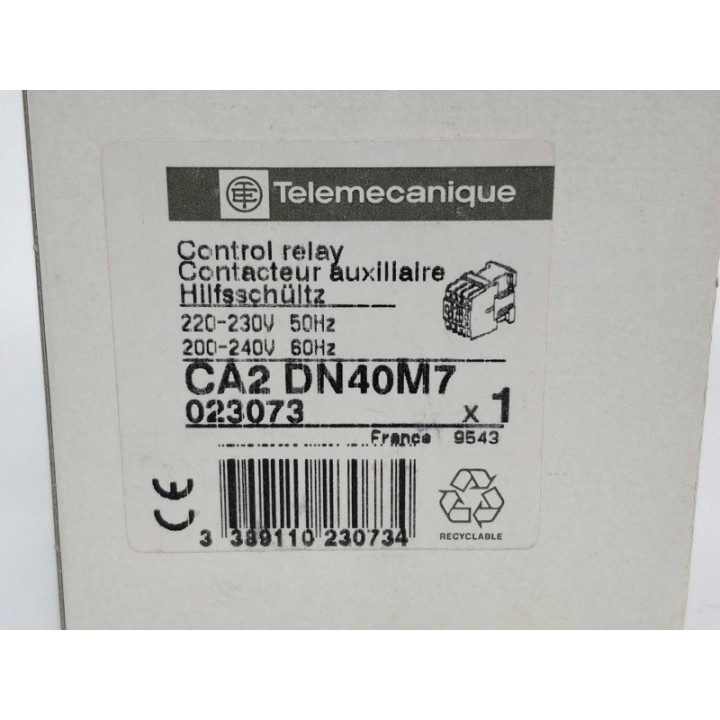 Telemecanique
Control relay
Contacteur auxillaire
Hilfsschültz
220-230V 50Hz
200-240V 60Hz
CA2 DN40M7
023073 x 1
France 9543
CE
3 389110 230734
RECYCLABLE